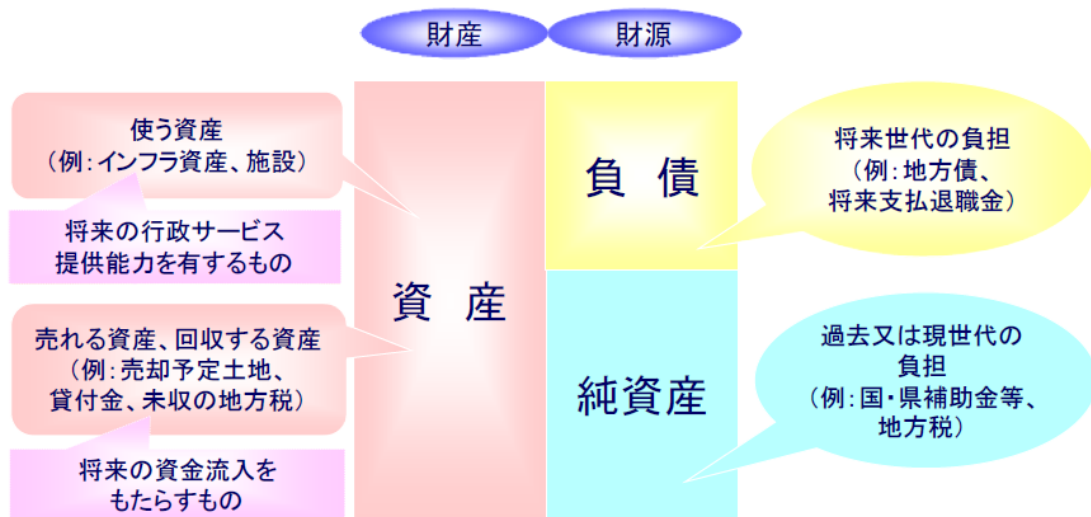 財産
財源
使う資産
（例：インフラ資産、施設）
将来の行政サービス
提供能力を有するもの
売れる資産、回収する資産
（例：売却予定土地、
貸付金、未収の地方税）
将来の資金流入を
もたらすもの
資 産
負 債
純資産
将来世代の負担
（例：地方債、
将来支払退職金）
過去又は現世代の
負担
（例：国・県補助金等、
地方税）